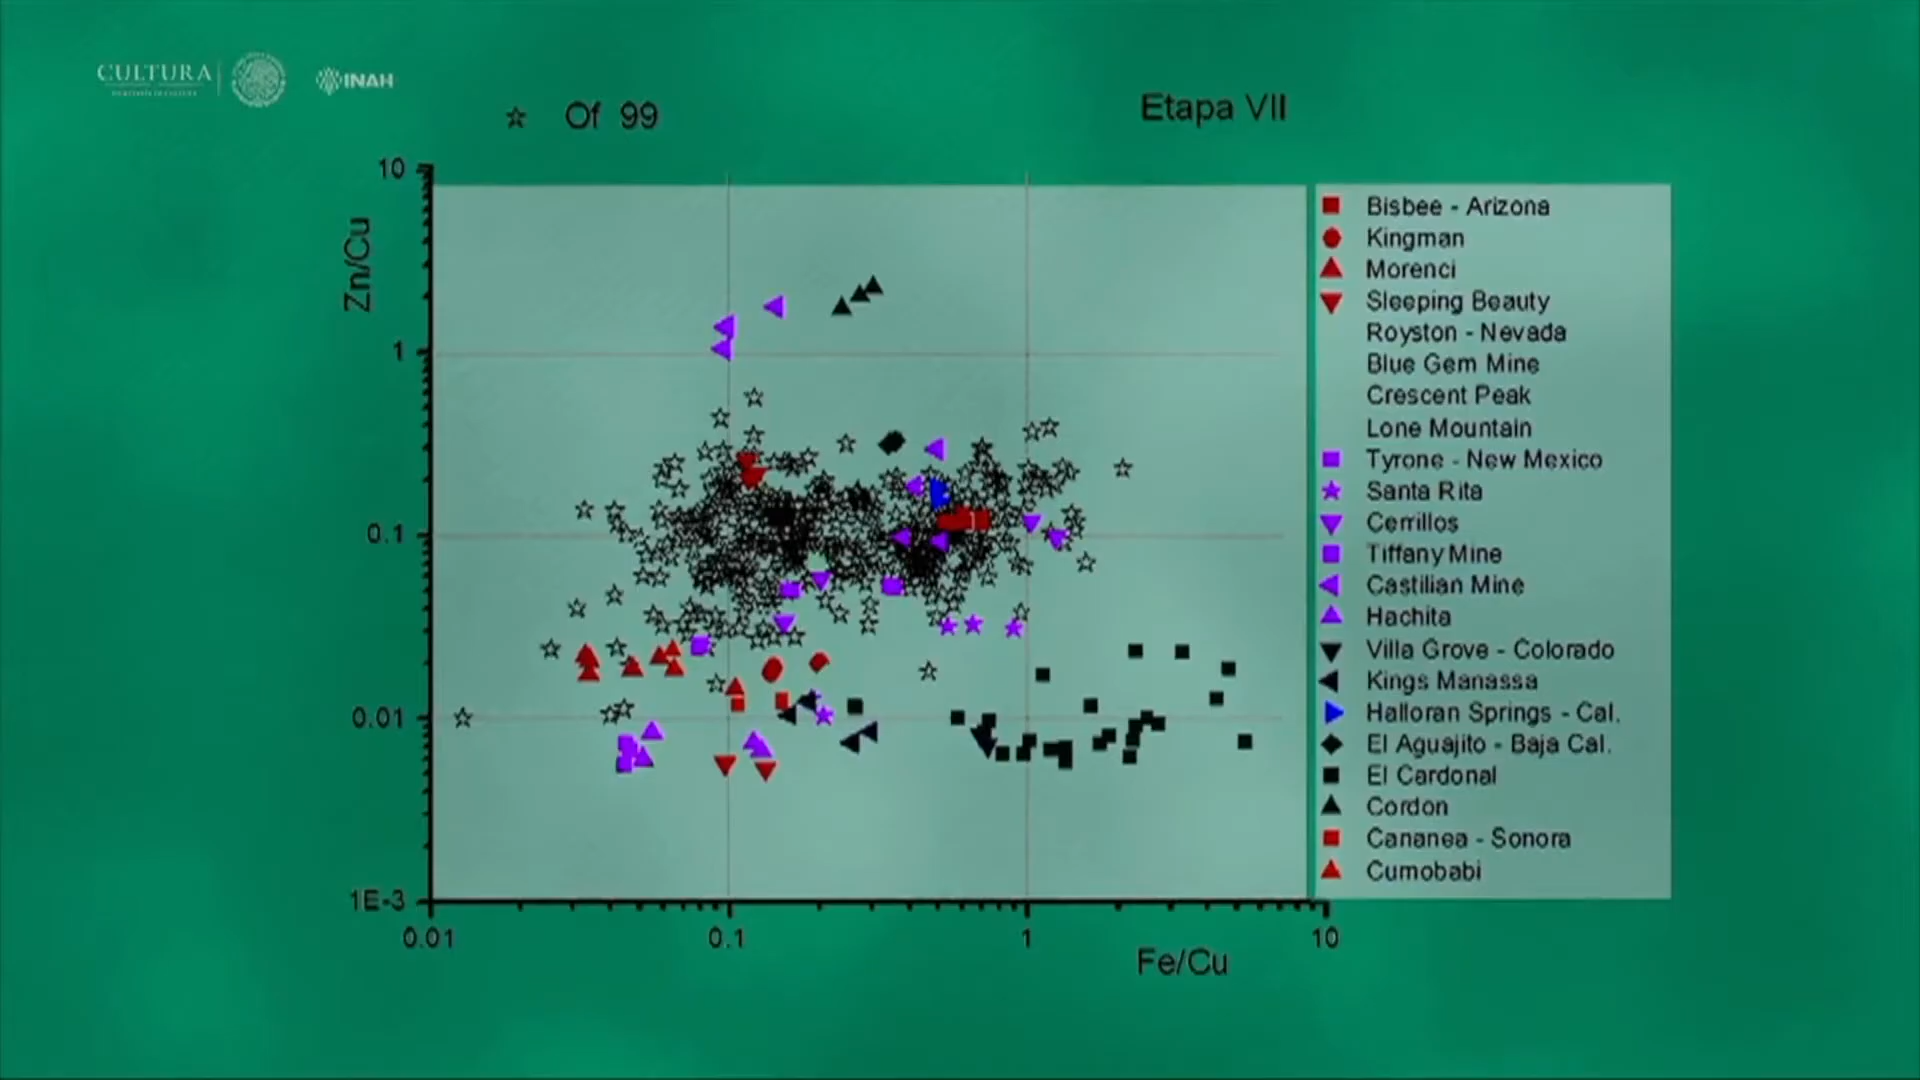 CULTURA
INAH
Of 99
Etapa VII
10
1
0.1
0.01
1E-3
Zn/Cu
0.01
0.1
1
10
Fe/Cu
Bisbee - Arizona
Kingman
Morenci
Sleeping Beauty
Royston - Nevada
Blue Gem Mine
Crescent Peak
Lone Mountain
Tyrone - New Mexico
Santa Rita
Cerrillos
Tiffany Mine
Castilian Mine
Hachita
Villa Grove - Colorado
Kings Manassa
Halloran Springs - Cal.
El Aguajito - Baja Cal.
El Cardonal
Cordon
Cananea - Sonora
Cumobabi